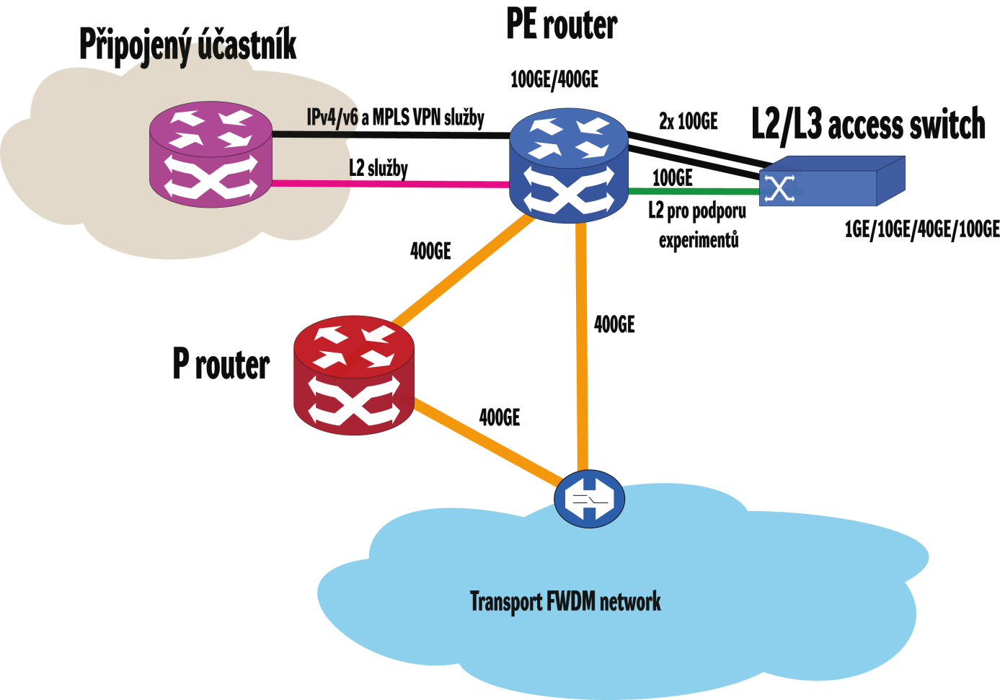 Připojený účastník
PE router
100GE/400GE
IPv4/v6 a MPLS VPN služby
2x 100GE
L2/L3 access switch
L2 služby
100GE
L2 pro podporu
experimentů
1GE/10GE/40GE/100GE
400GE
400GE
P router
400GE
Transport FWDM network